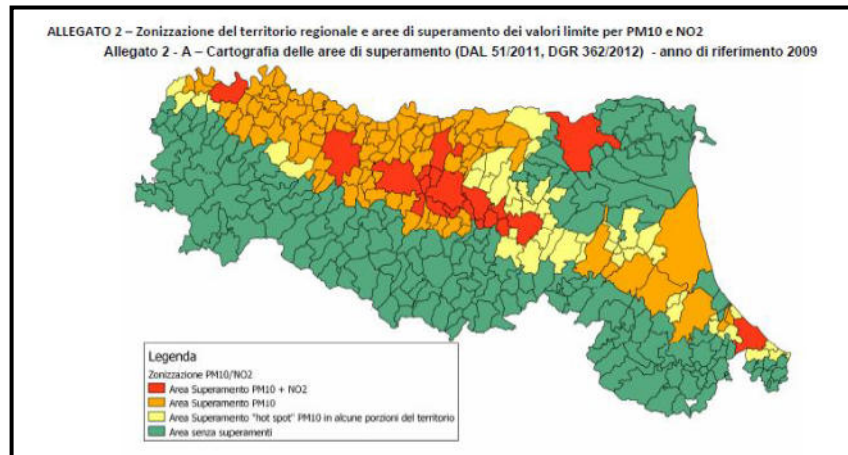 ALLEGATO 2 – Zonizzazione del territorio regionale e aree di superamento dei valori limite per PM10 e NO2
Allegato 2 - A – Cartografia delle aree di superamento (DAL 51/2011, DGR 362/2012) - anno di riferimento 2009
Legenda
Zonizzazione PM10/NO2
Area Superamento PM10 + NO2
Area Superamento PM10
Area Superamento "hot spot" PM10 in alcune porzioni del territorio
Area senza superamenti